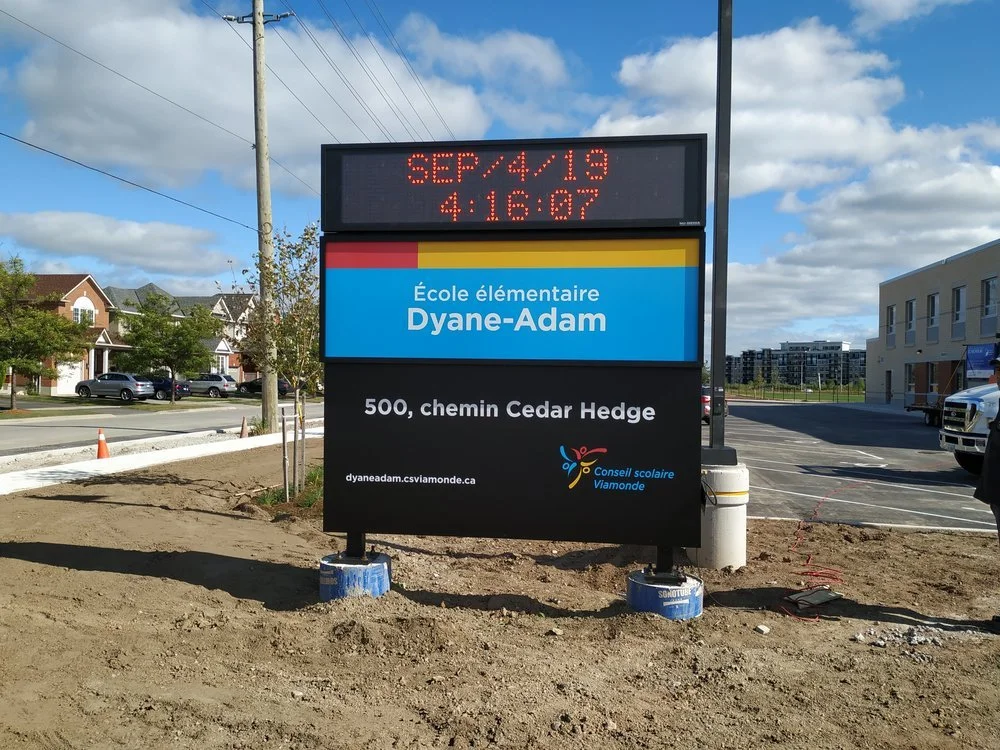 SEP/4/19
4:16:07
École élémentaire
Dyane-Adam
500, chemin Cedar Hedge
dyaneadam.csviamonde.ca
Conseil scolaire
Viamonde
SONOTUBE